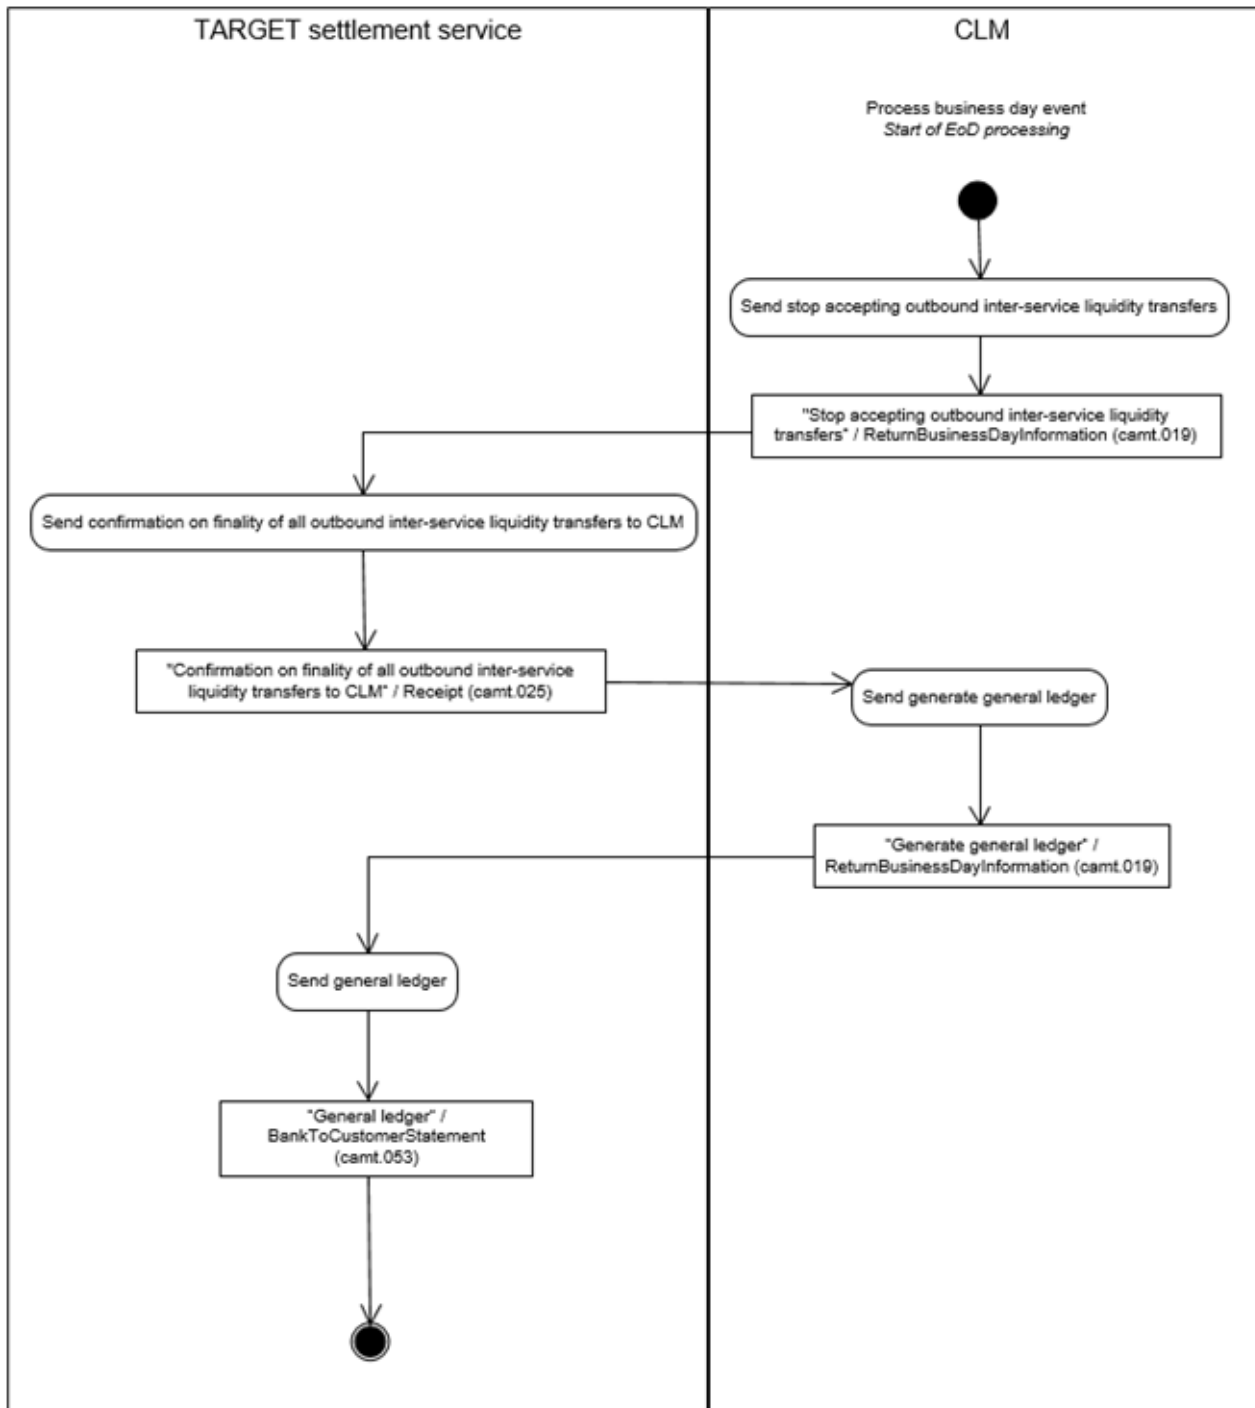 TARGET settlement service
CLM
Process business day event
Start of EoD processing
Send stop accepting outbound inter-service liquidity transfers
"Stop accepting outbound inter-service liquidity
transfers" / ReturnBusinessDayInformation (camt.019)
Send confirmation on finality of all outbound inter-service liquidity transfers to CLM
"Confirmation on finality of all outbound inter-service
liquidity transfers to CLM" / Receipt (camt.025)
Send generate general ledger
"Generate general ledger" /
ReturnBusinessDayInformation (camt.019)
Send general ledger
"General ledger" /
BankToCustomerStatement
(camt.053)